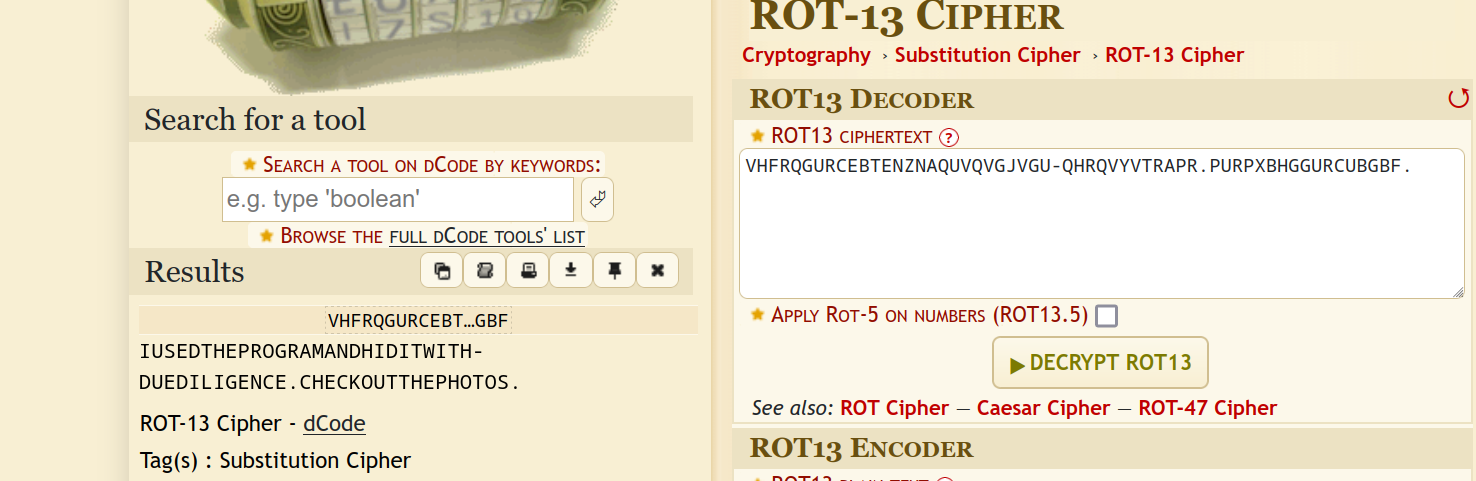 Search for a tool
★ Search a tool on dCode by keywords:
e.g. type 'boolean'
★ Browse the full dCode tools' list
Results
VHFRQGURCEBT…GBF
IUSEDTHEPROGRAMANDHIDITWITH-
DUEDILIGENCE.CHECKOUTTHEPHOTOS.
ROT-13 Cipher - dCode
Tag(s) : Substitution Cipher
ROT-13 Cipher
Cryptography › Substitution Cipher › ROT-13 Cipher
ROT13 Decoder
★ ROT13 ciphertext ?
VHFRQGURCEBTENZNAQUVQVGJVGU-QHRQVYVTRAPR.PURPXBHGGURCUBGBF.
★ Apply Rot-5 on numbers (ROT13.5)
▶ DECRYPT ROT13
See also: ROT Cipher — Caesar Cipher — ROT-47 Cipher
ROT13 Encoder